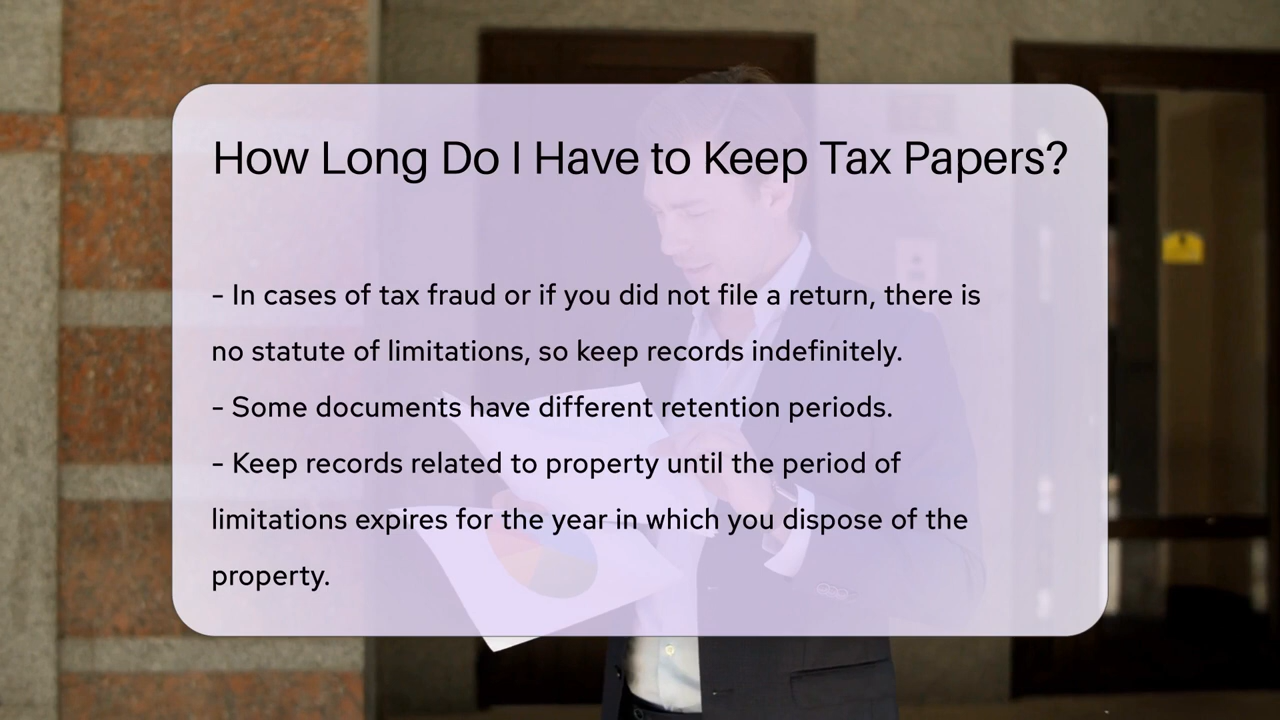 How Long Do I Have to Keep Tax Papers?
- In cases of tax fraud or if you did not file a return, there is
no statute of limitations, so keep records indefinitely.
- Some documents have different retention periods.
- Keep records related to property until the period of
limitations expires for the year in which you dispose of the
property.